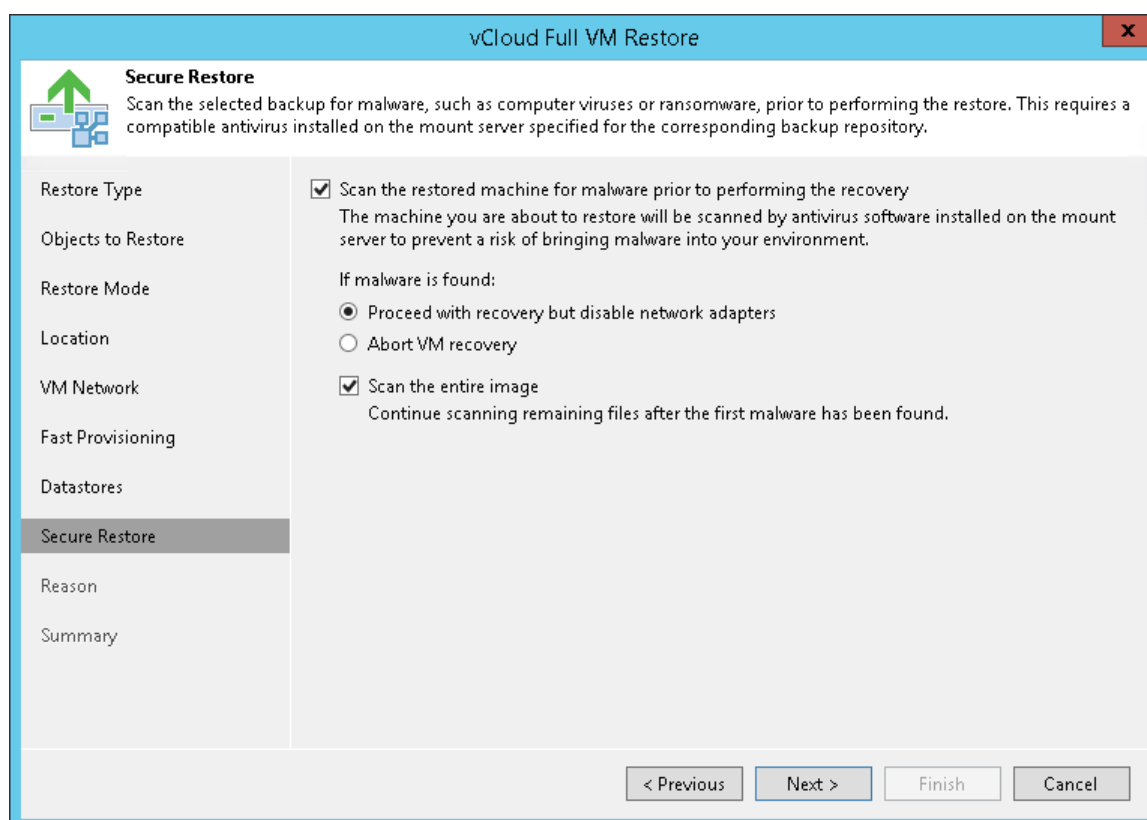 vCloud Full VM Restore
x
Secure Restore
Scan the selected backup for malware, such as computer viruses or ransomware, prior to performing the restore. This requires a
compatible antivirus installed on the mount server specified for the corresponding backup repository.
Restore Type
Objects to Restore
Restore Mode
Location
VM Network
Fast Provisioning
Datastores
Secure Restore
Reason
Summary
Scan the restored machine for malware prior to performing the recovery
The machine you are about to restore will be scanned by antivirus software installed on the mount
server to prevent a risk of bringing malware into your environment.
If malware is found:
Proceed with recovery but disable network adapters
Abort VM recovery
Scan the entire image
Continue scanning remaining files after the first malware has been found.
< Previous
Next >
Finish
Cancel